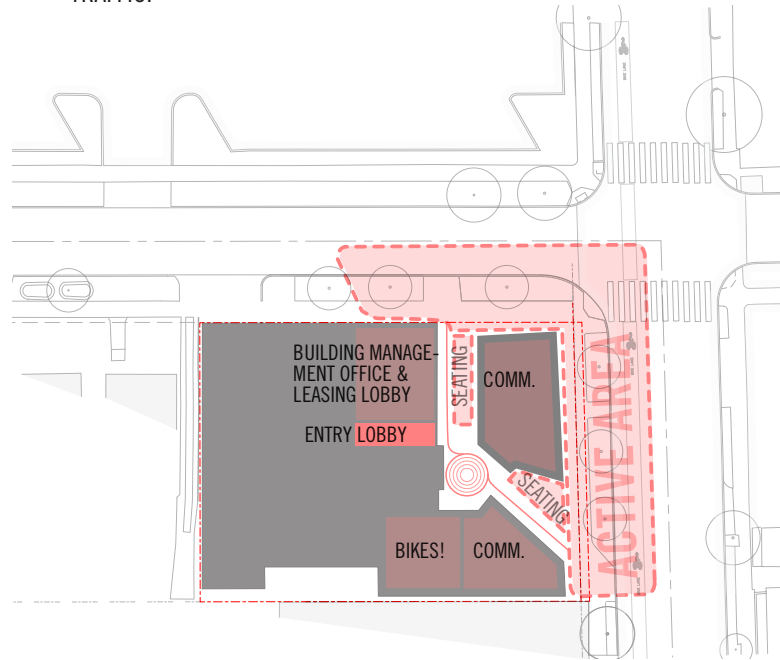 BUILDING MANAGE-
MENT OFFICE &
LEASING LOBBY
SEATING
COMM.
ENTRY LOBBY
SEATING
BIKES!
COMM.
ACTIVE AREA